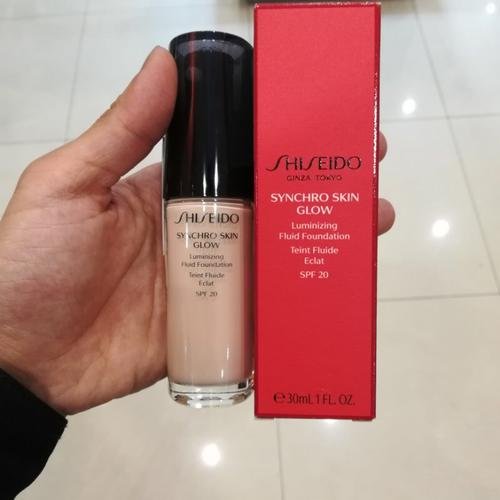 SHISEIDO
SYNCHRO SKIN
GLOW
Luminizing
Fluid Foundation
Teint Fluide
Eclat
SPF 20
SHISEIDO
GINZA TOKYO
SYNCHRO SKIN
GLOW
Luminizing
Fluid Foundation
Teint Fluide
Eclat
SPF 20
℮30mL 1 FL. OZ.